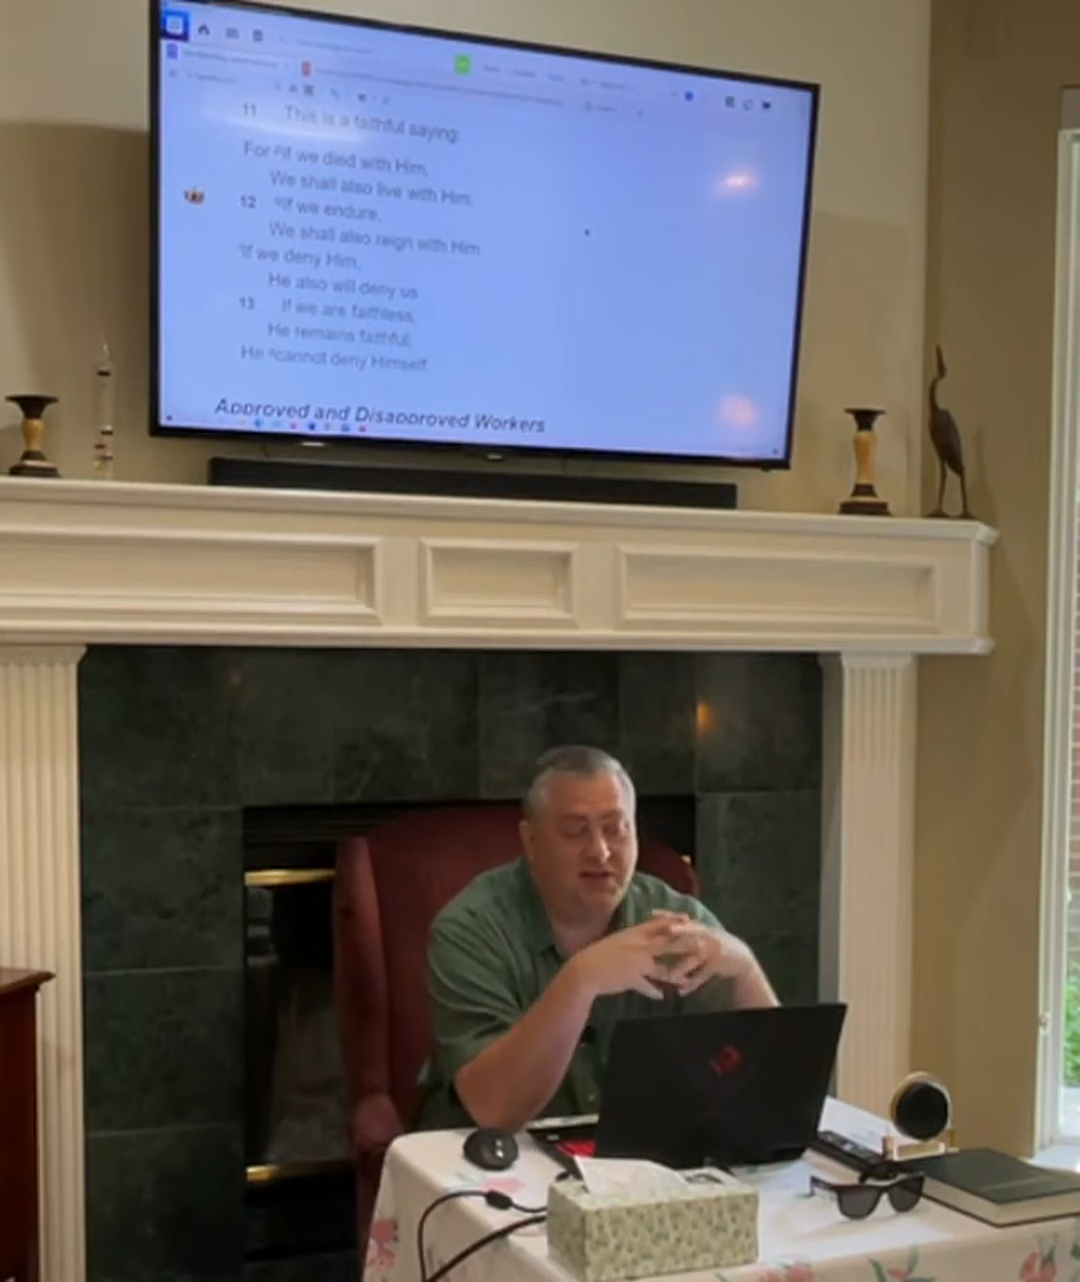 11 This is a faithful saying:
For if we died with Him,
We shall also live with Him.
12 If we endure,
We shall also reign with Him.
If we deny Him,
He also will deny us.
13 If we are faithless,
He remains faithful;
He cannot deny Himself.
Approved and Disapproved Workers